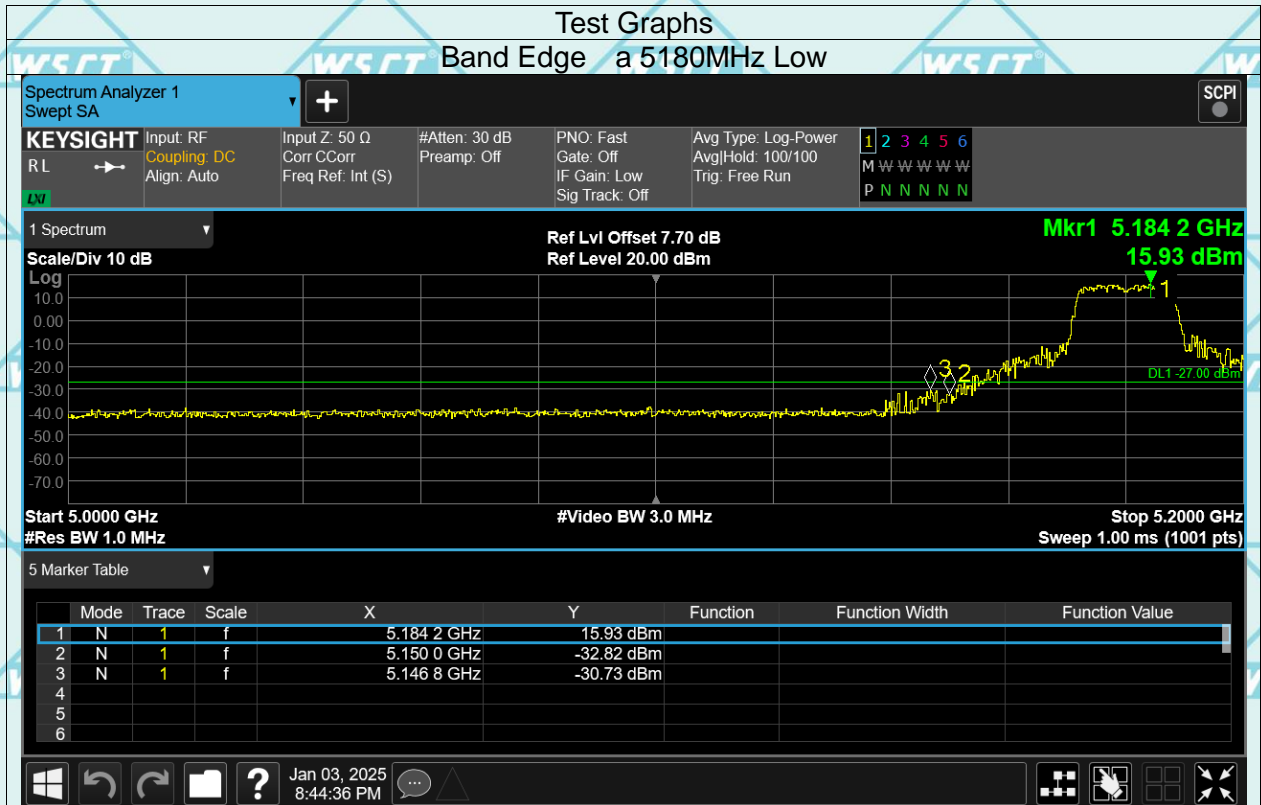 Test Graphs
Band Edge a 5180MHz Low
WSCT® WSCT® WSCT® W
Spectrum Analyzer 1
Swept SA
▼ + SCPI
KEYSIGHT Input: RF Input Z: 50 Ω #Atten: 30 dB PNO: Fast Avg Type: Log-Power 1 2 3 4 5 6
RL Coupling: DC Corr CCorr Preamp: Off Gate: Off Avg|Hold: 100/100 M W W W W W
Align: Auto Freq Ref: Int (S) IF Gain: Low Trig: Free Run
LXI Sig Track: Off P N N N N N
1 Spectrum ▼ Ref Lvl Offset 7.70 dB Mkr1 5.184 2 GHz
Scale/Div 10 dB Ref Level 20.00 dBm 15.93 dBm
Log
10.0 1
0.00
-10.0
-20.0 3 2
DL1 -27.00 dBm
-30.0
-40.0
-50.0
-60.0
-70.0
Start 5.0000 GHz #Video BW 3.0 MHz Stop 5.2000 GHz
#Res BW 1.0 MHz Sweep 1.00 ms (1001 pts)
5 Marker Table ▼
Mode Trace Scale X Y Function Function Width Function Value
1 N 1 f 5.184 2 GHz 15.93 dBm
2 N 1 f 5.150 0 GHz -32.82 dBm
3 N 1 f 5.146 8 GHz -30.73 dBm
4
5
6
? Jan 03, 2025
8:44:36 PM